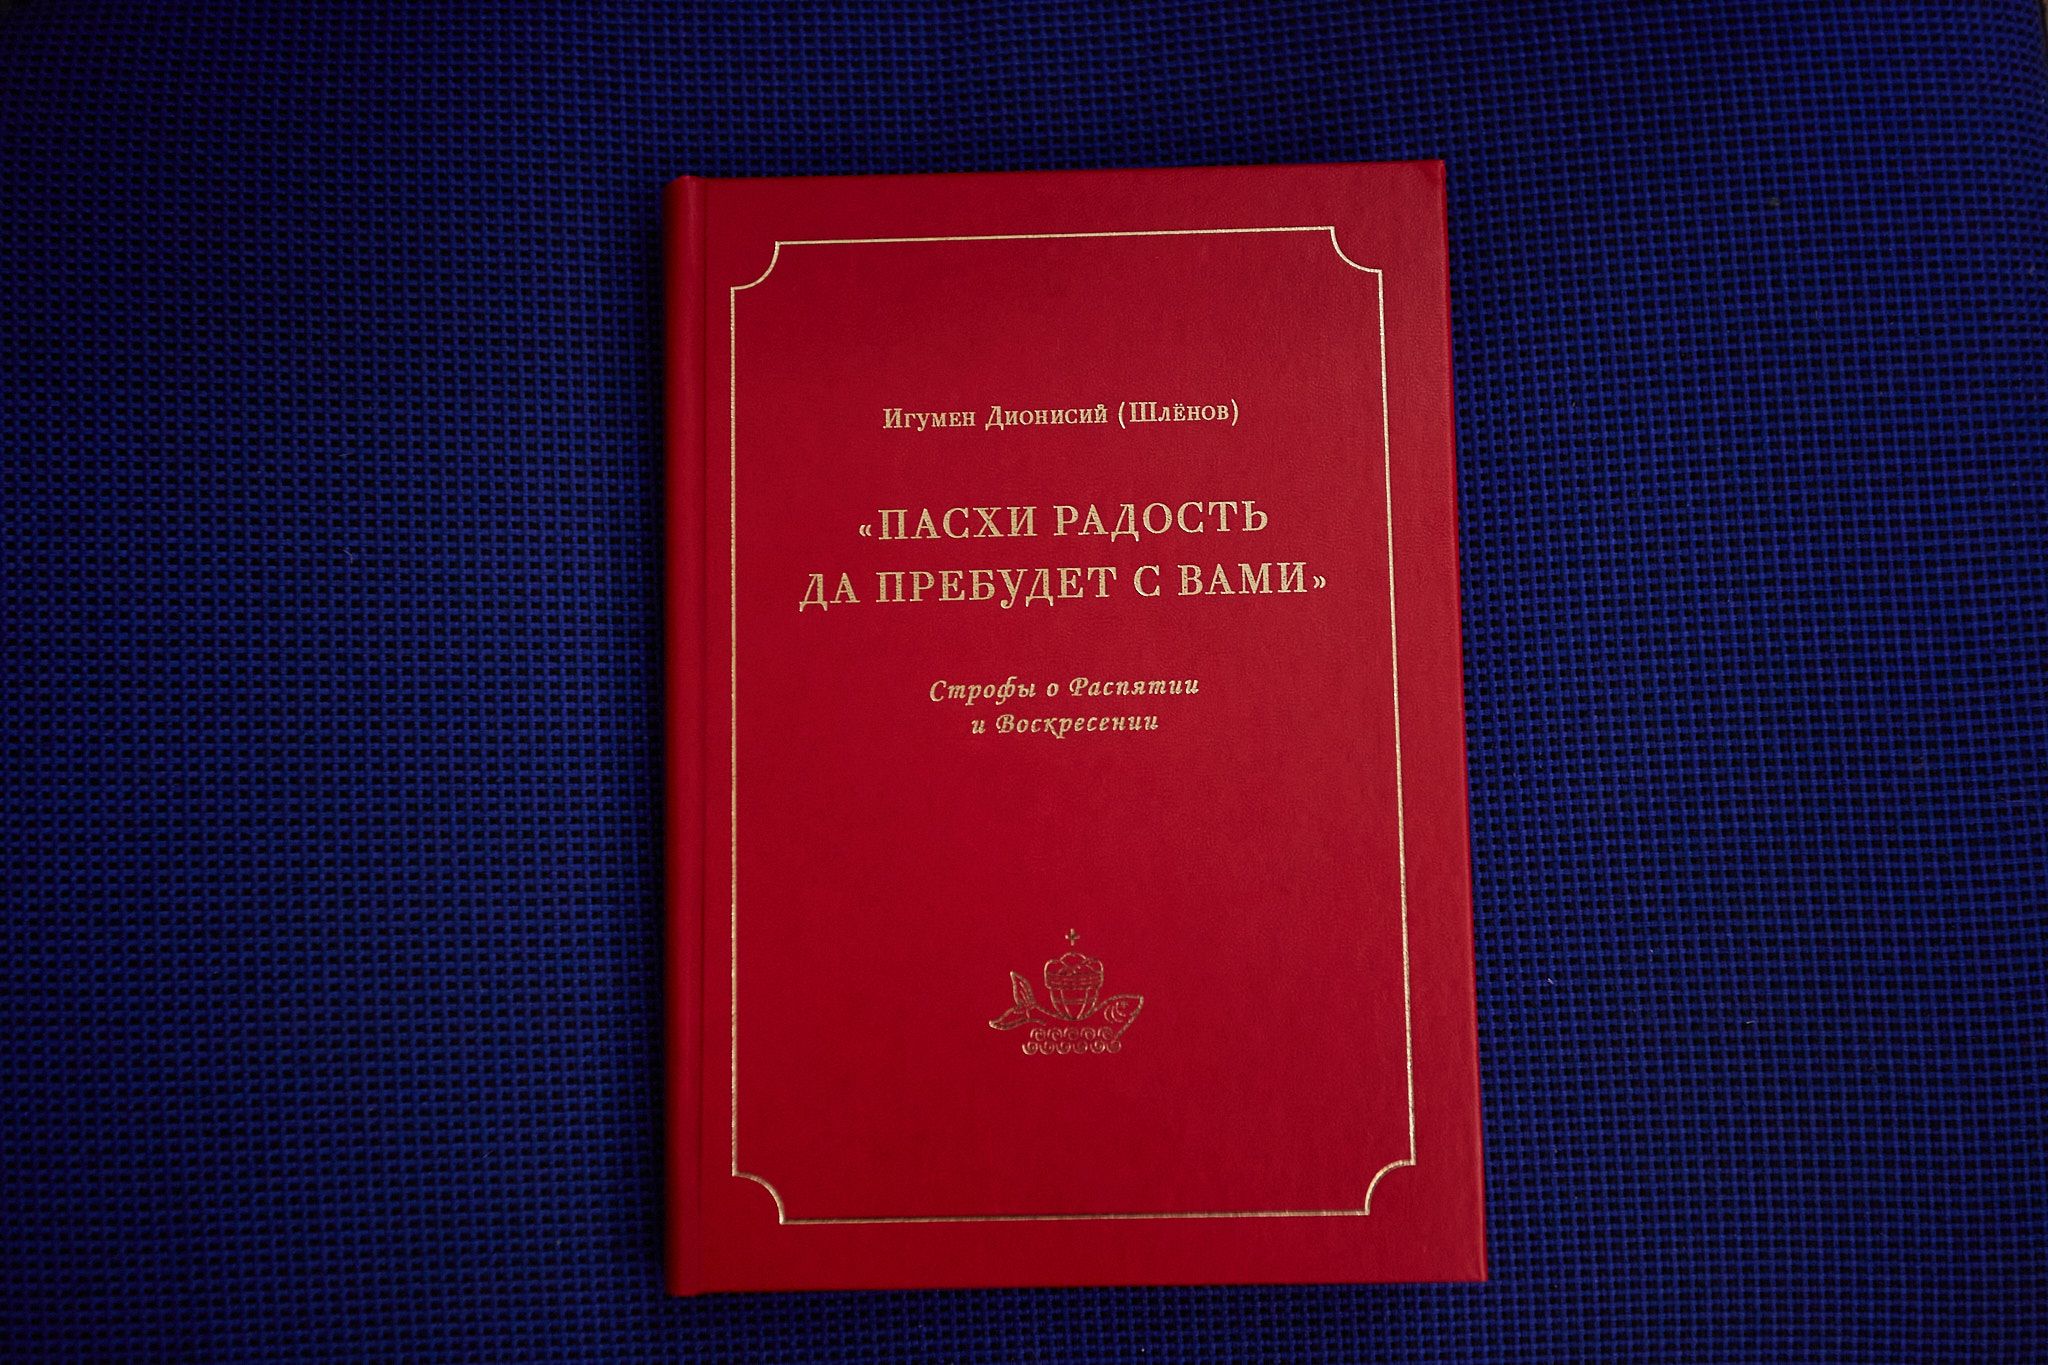 Игумен Дионисий (Шлёнов)
«ПАСХИ РАДОСТЬ
ДА ПРЕБУДЕТ С ВАМИ»
Строфы о Распятии
и Воскресении